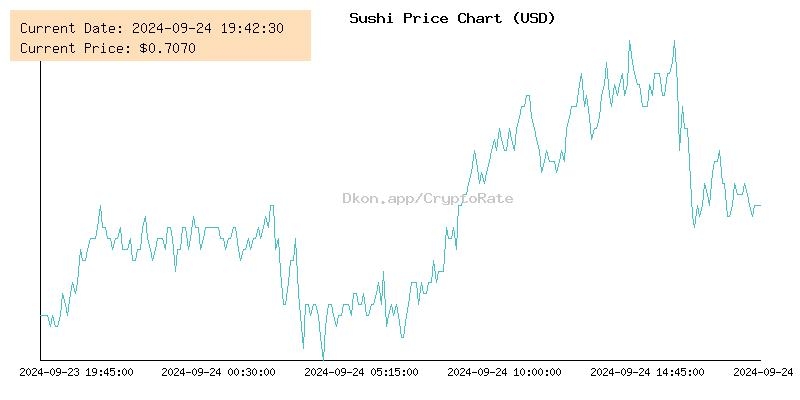 Sushi Price Chart (USD)
Current Date: 2024-09-24 19:42:30
Current Price: $0.7070
Dkon.app/CryptoRate
2024-09-23 19:45:00 2024-09-24 00:30:00 2024-09-24 05:15:00 2024-09-24 10:00:00 2024-09-24 14:45:00 2024-09-24